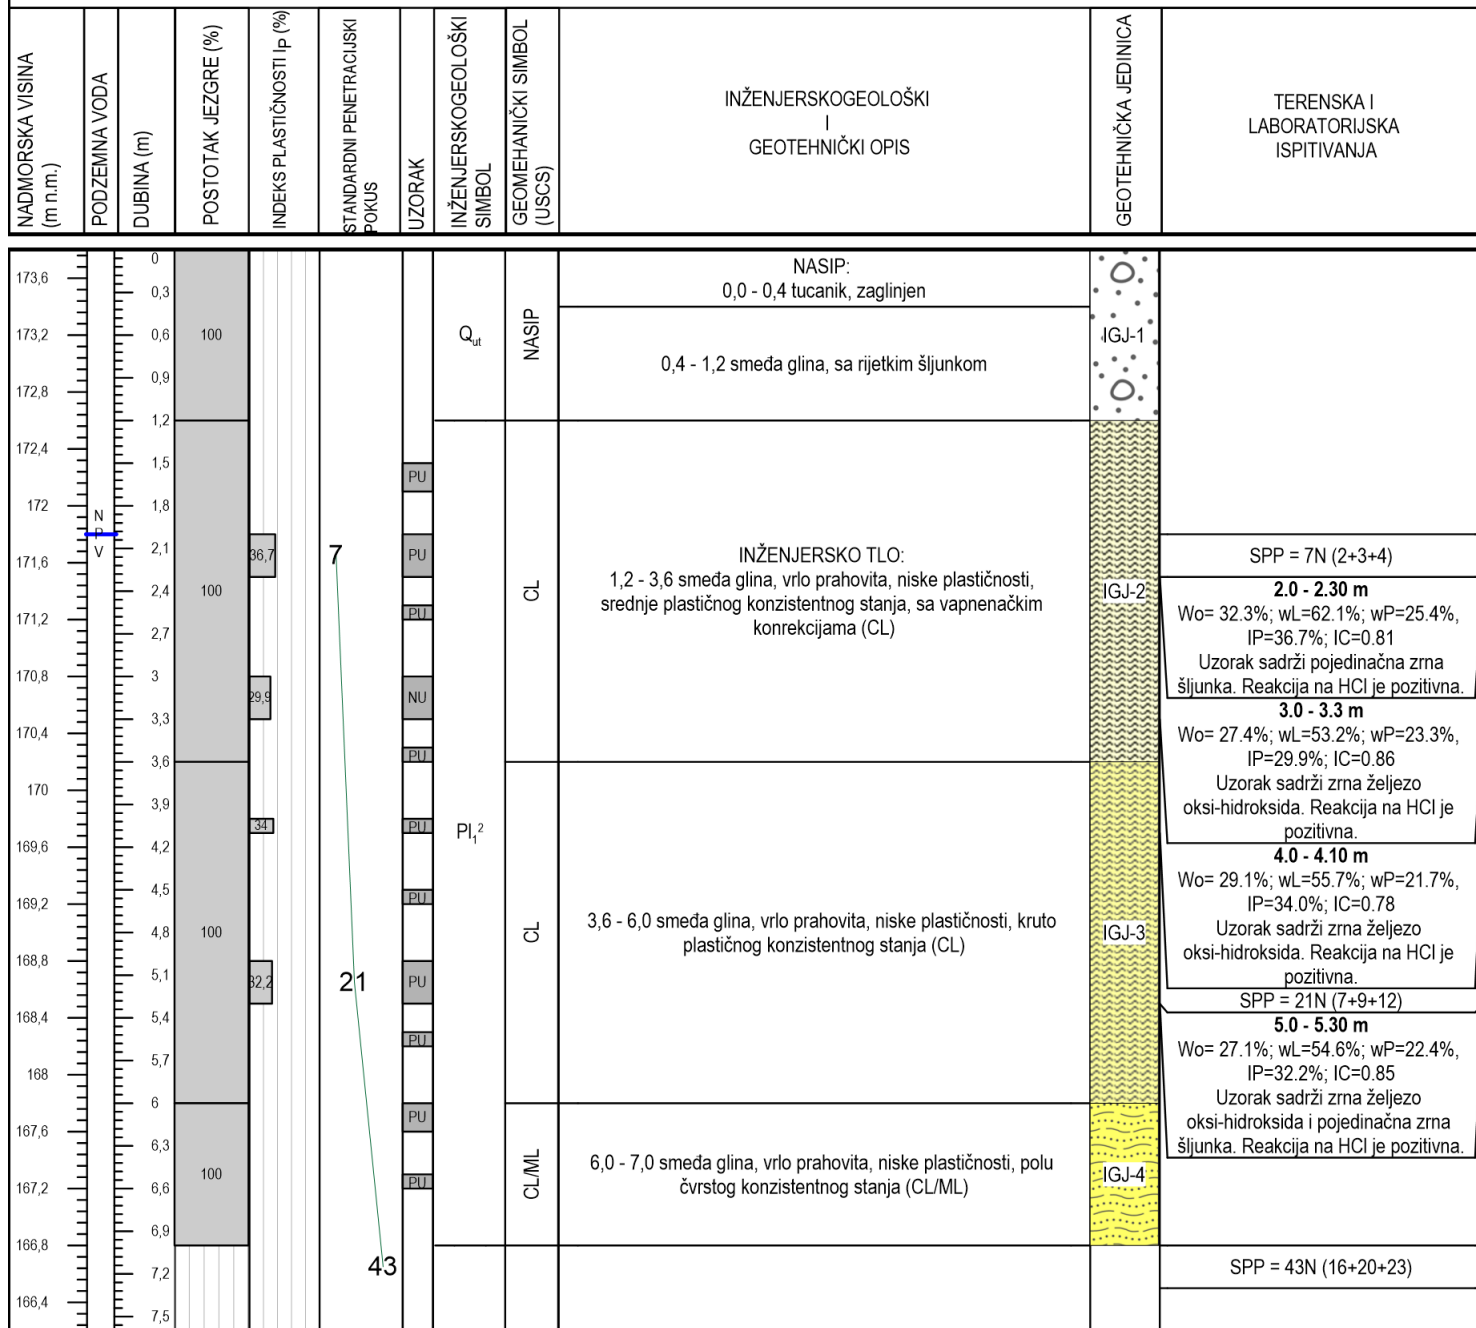 NADMORSKA VISINA
(m n.m.)
PODZEMNA VODA
DUBINA (m)
POSTOTAK JEZGRE (%)
INDEKS PLASTIČNOSTI Ip (%)
STANDARDNI PENETRACIJSKI
POKUS
UZORAK
INŽENJERSKOGEOLOŠKI
SIMBOL
GEOMEHANIČKI SIMBOL
(USCS)
INŽENJERSKOGEOLOŠKI
I
GEOTEHNIČKI OPIS
GEOTEHNIČKA JEDINICA
TERENSKA I
LABORATORIJSKA
ISPITIVANJA
173,6
173,2
172,8
172,4
172
171,6
171,2
170,8
170,4
170
169,6
169,2
168,8
168,4
168
167,6
167,2
166,8
166,4
N
P
V
0
0,3
0,6
0,9
1,2
1,5
1,8
2,1
2,4
2,7
3
3,3
3,6
3,9
4,2
4,5
4,8
5,1
5,4
5,7
6
6,3
6,6
6,9
7,2
7,5
100
100
100
100
36,7
29,9
34
32,2
7
21
43
PU
PU
PU
NU
PU
PU
PU
PU
PU
PU
PU
Qut
Pl₁²
NASIP
CL
CL
CL/ML
NASIP:
0,0 - 0,4 tucanik, zaglinjen
0,4 - 1,2 smeđa glina, sa rijetkim šljunkom
INŽENJERSKO TLO:
1,2 - 3,6 smeđa glina, vrlo prahovita, niske plastičnosti,
srednje plastičnog konzistentnog stanja, sa vapnenačkim
konrekcijama (CL)
3,6 - 6,0 smeđa glina, vrlo prahovita, niske plastičnosti, kruto
plastičnog konzistentnog stanja (CL)
6,0 - 7,0 smeđa glina, vrlo prahovita, niske plastičnosti, polu
čvrstog konzistentnog stanja (CL/ML)
IGJ-1
IGJ-2
IGJ-3
IGJ-4
SPP = 7N (2+3+4)
2.0 - 2.30 m
Wo= 32.3%; wL=62.1%; wP=25.4%,
IP=36.7%; IC=0.81
Uzorak sadrži pojedinačna zrna
šljunka. Reakcija na HCl je pozitivna.
3.0 - 3.3 m
Wo= 27.4%; wL=53.2%; wP=23.3%,
IP=29.9%; IC=0.86
Uzorak sadrži zrna željezo
oksi-hidroksida. Reakcija na HCl je
pozitivna.
4.0 - 4.10 m
Wo= 29.1%; wL=55.7%; wP=21.7%,
IP=34.0%; IC=0.78
Uzorak sadrži zrna željezo
oksi-hidroksida. Reakcija na HCl je
pozitivna.
SPP = 21N (7+9+12)
5.0 - 5.30 m
Wo= 27.1%; wL=54.6%; wP=22.4%,
IP=32.2%; IC=0.85
Uzorak sadrži zrna željezo
oksi-hidroksida i pojedinačna zrna
šljunka. Reakcija na HCl je pozitivna.
SPP = 43N (16+20+23)